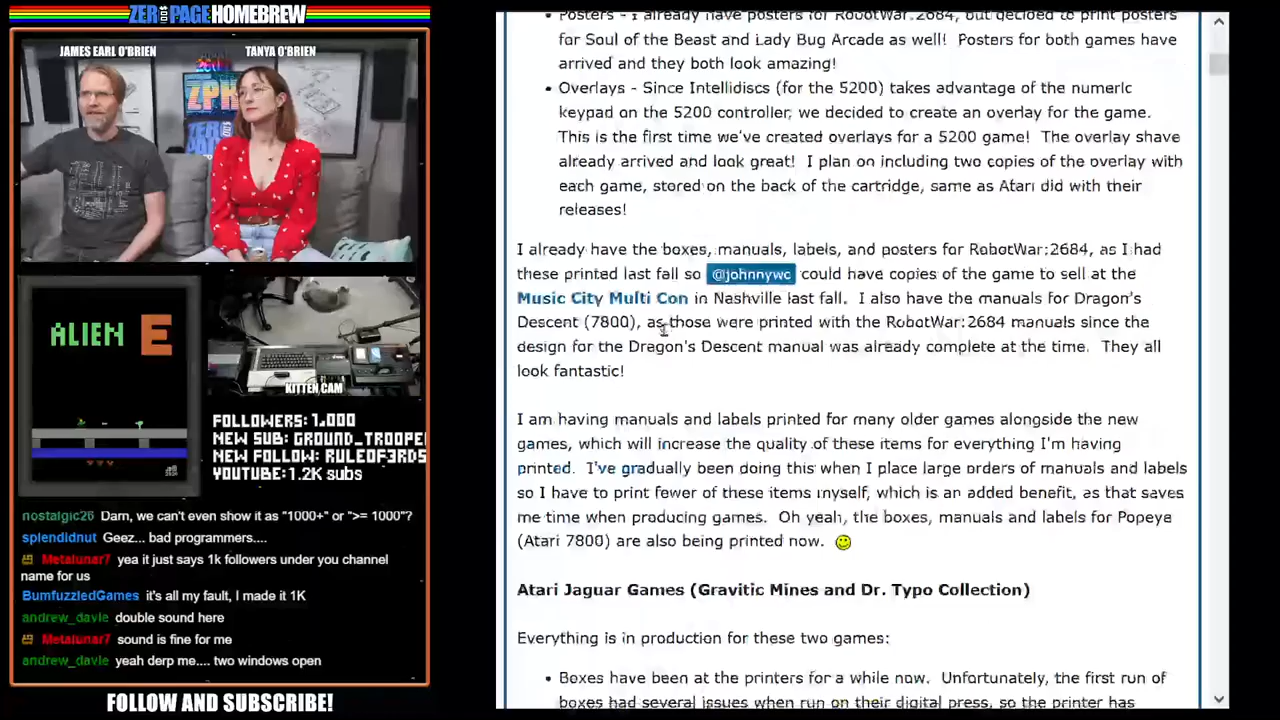 ZEROPAGEHOMEBREW
JAMES EARL O'BRIEN
TANYA O'BRIEN
ZPH
ALIEN E
KITTEN CAM
FOLLOWERS: 1,000
NEW SUB: GROUND_TROOPE
NEW FOLLOW: RULEOF3RDS
YOUTUBE: 1.2K subs
nostalgic26 Darn, we can't even show it as "1000+" or ">= 1000"?
splendidnut Geez... bad programmers....
Metalunar7 yea it just says 1k followers under you channel
name for us
BumfuzzledGames it's all my fault, I made it 1K
andrew_davie double sound here
Metalunar7 sound is fine for me
andrew_davie yeah derp me.... two windows open
FOLLOW AND SUBSCRIBE!
• Posters - I already have posters for RobotWar:2684, but decided to print posters
for Soul of the Beast and Lady Bug Arcade as well! Posters for both games have
arrived and they both look amazing!
• Overlays - Since Intellidiscs (for the 5200) takes advantage of the numeric
keypad on the 5200 controller, we decided to create an overlay for the game.
This is the first time we've created overlays for a 5200 game! The overlay shave
already arrived and look great! I plan on including two copies of the overlay with
each game, stored on the back of the cartridge, same as Atari did with their
releases!
I already have the boxes, manuals, labels, and posters for RobotWar:2684, as I had
these printed last fall so @johnnywc could have copies of the game to sell at the
Music City Multi Con in Nashville last fall. I also have the manuals for Dragon's
Descent (7800), as those were printed with the RobotWar:2684 manuals since the
design for the Dragon's Descent manual was already complete at the time. They all
look fantastic!
I am having manuals and labels printed for many older games alongside the new
games, which will increase the quality of these items for everything I'm having
printed. I've gradually been doing this when I place large orders of manuals and labels
so I have to print fewer of these items myself, which is an added benefit, as that saves
me time when producing games. Oh yeah, the boxes, manuals and labels for Popeye
(Atari 7800) are also being printed now.
Atari Jaguar Games (Gravitic Mines and Dr. Typo Collection)
Everything is in production for these two games:
• Boxes have been at the printers for a while now. Unfortunately, the first run of
boxes had several issues when run on their digital press, so the printer has